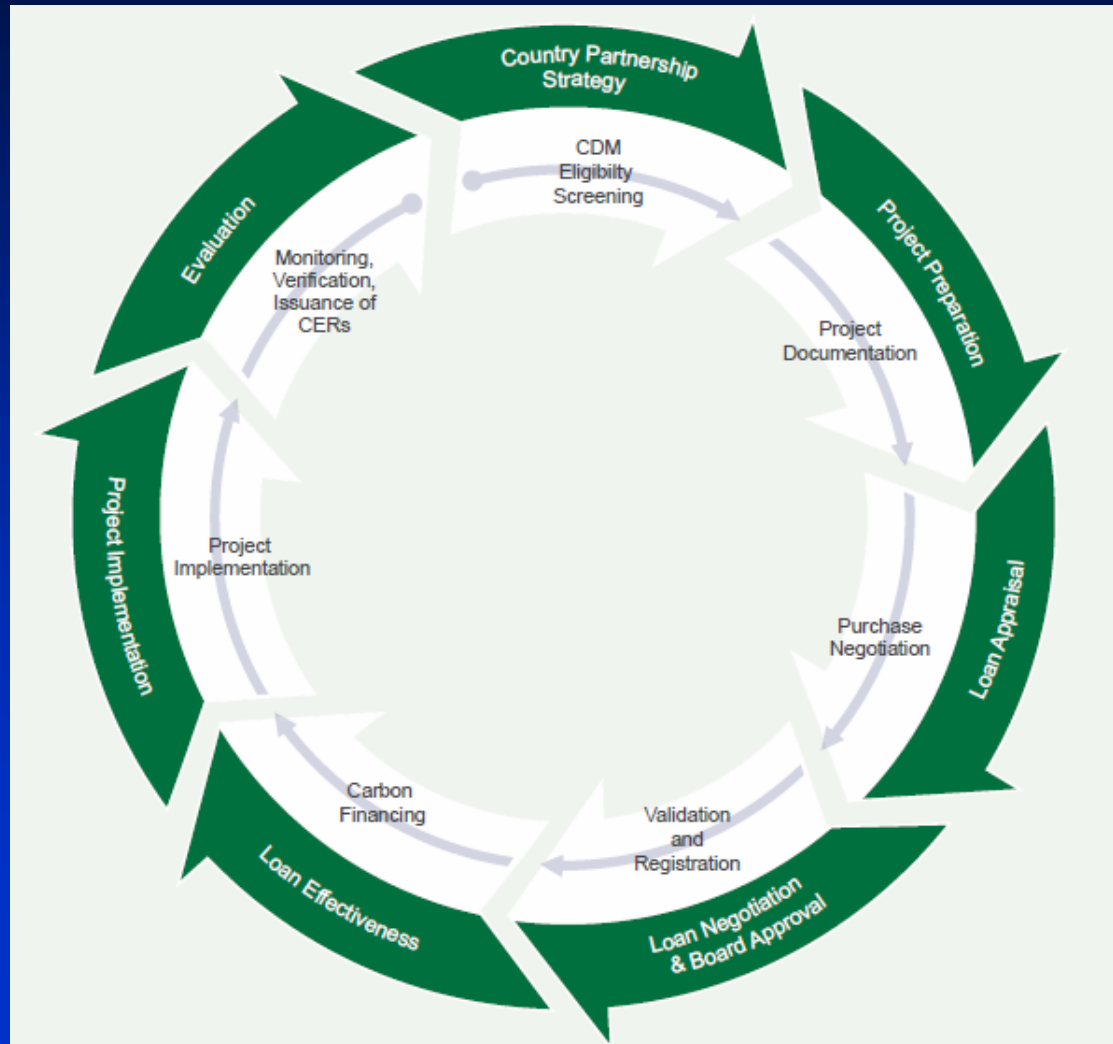 Country Partnership
Strategy
CDM
Eligibilty
Screening
Project Preparation
Project
Documentation
Loan Appraisal
Purchase
Negotiation
Loan Negotiation
& Board Approval
Validation
and
Registration
Loan Effectiveness
Carbon
Financing
Project Implementation
Project
Implementation
Evaluation
Monitoring,
Verification,
Issuance of
CERs